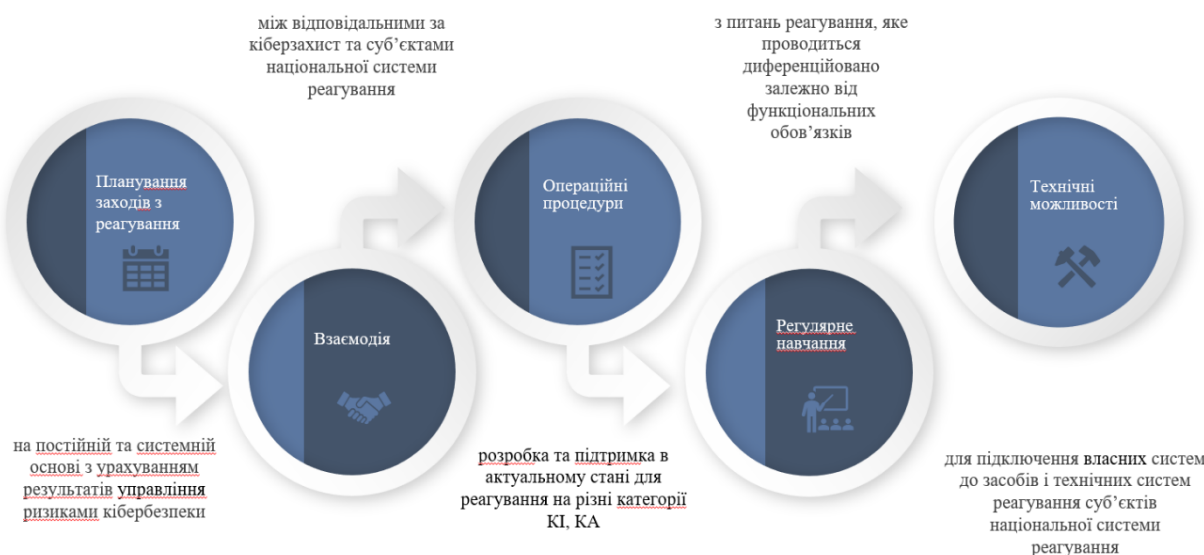 Планування
заходів з
реагування
на постійній та системній
основі з урахуванням
результатів управління
ризиками кібербезпеки
між відповідальними за
кіберзахист та суб’єктами
національної системи
реагування
Взаємодія
Операційні
процедури
розробка та підтримка в
актуальному стані для
реагування на різні категорії
КІ, КА
з питань реагування, яке
проводиться
диференційовано
залежно від
функціональних
обов’язків
Регулярне
навчання
Технічні
можливості
для підключення власних систем
до засобів і технічних систем
реагування суб’єктів
національної системи
реагування